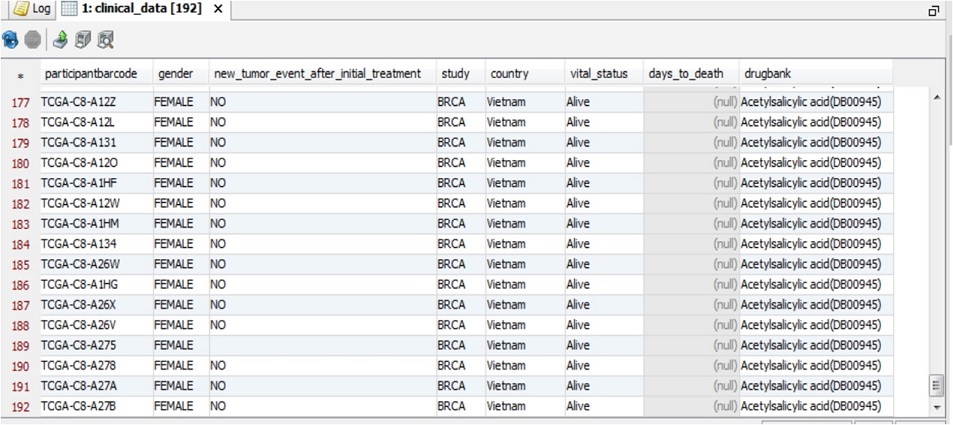 Log 1: clinical_data [192] x
* participantbarcode gender new_tumor_event_after_initial_treatment study country vital_status days_to_death drugbank
177 TCGA-C8-A12Z FEMALE NO BRCA Vietnam Alive (null) Acetylsalicylic acid(DB00945)
178 TCGA-C8-A12L FEMALE NO BRCA Vietnam Alive (null) Acetylsalicylic acid(DB00945)
179 TCGA-C8-A131 FEMALE NO BRCA Vietnam Alive (null) Acetylsalicylic acid(DB00945)
180 TCGA-C8-A12O FEMALE NO BRCA Vietnam Alive (null) Acetylsalicylic acid(DB00945)
181 TCGA-C8-A1HF FEMALE NO BRCA Vietnam Alive (null) Acetylsalicylic acid(DB00945)
182 TCGA-C8-A12W FEMALE NO BRCA Vietnam Alive (null) Acetylsalicylic acid(DB00945)
183 TCGA-C8-A1HM FEMALE NO BRCA Vietnam Alive (null) Acetylsalicylic acid(DB00945)
184 TCGA-C8-A134 FEMALE NO BRCA Vietnam Alive (null) Acetylsalicylic acid(DB00945)
185 TCGA-C8-A26W FEMALE NO BRCA Vietnam Alive (null) Acetylsalicylic acid(DB00945)
186 TCGA-C8-A1HG FEMALE NO BRCA Vietnam Alive (null) Acetylsalicylic acid(DB00945)
187 TCGA-C8-A26X FEMALE NO BRCA Vietnam Alive (null) Acetylsalicylic acid(DB00945)
188 TCGA-C8-A26V FEMALE NO BRCA Vietnam Alive (null) Acetylsalicylic acid(DB00945)
189 TCGA-C8-A275 FEMALE BRCA Vietnam Alive (null) Acetylsalicylic acid(DB00945)
190 TCGA-C8-A278 FEMALE NO BRCA Vietnam Alive (null) Acetylsalicylic acid(DB00945)
191 TCGA-C8-A27A FEMALE NO BRCA Vietnam Alive (null) Acetylsalicylic acid(DB00945)
192 TCGA-C8-A27B FEMALE NO BRCA Vietnam Alive (null) Acetylsalicylic acid(DB00945)